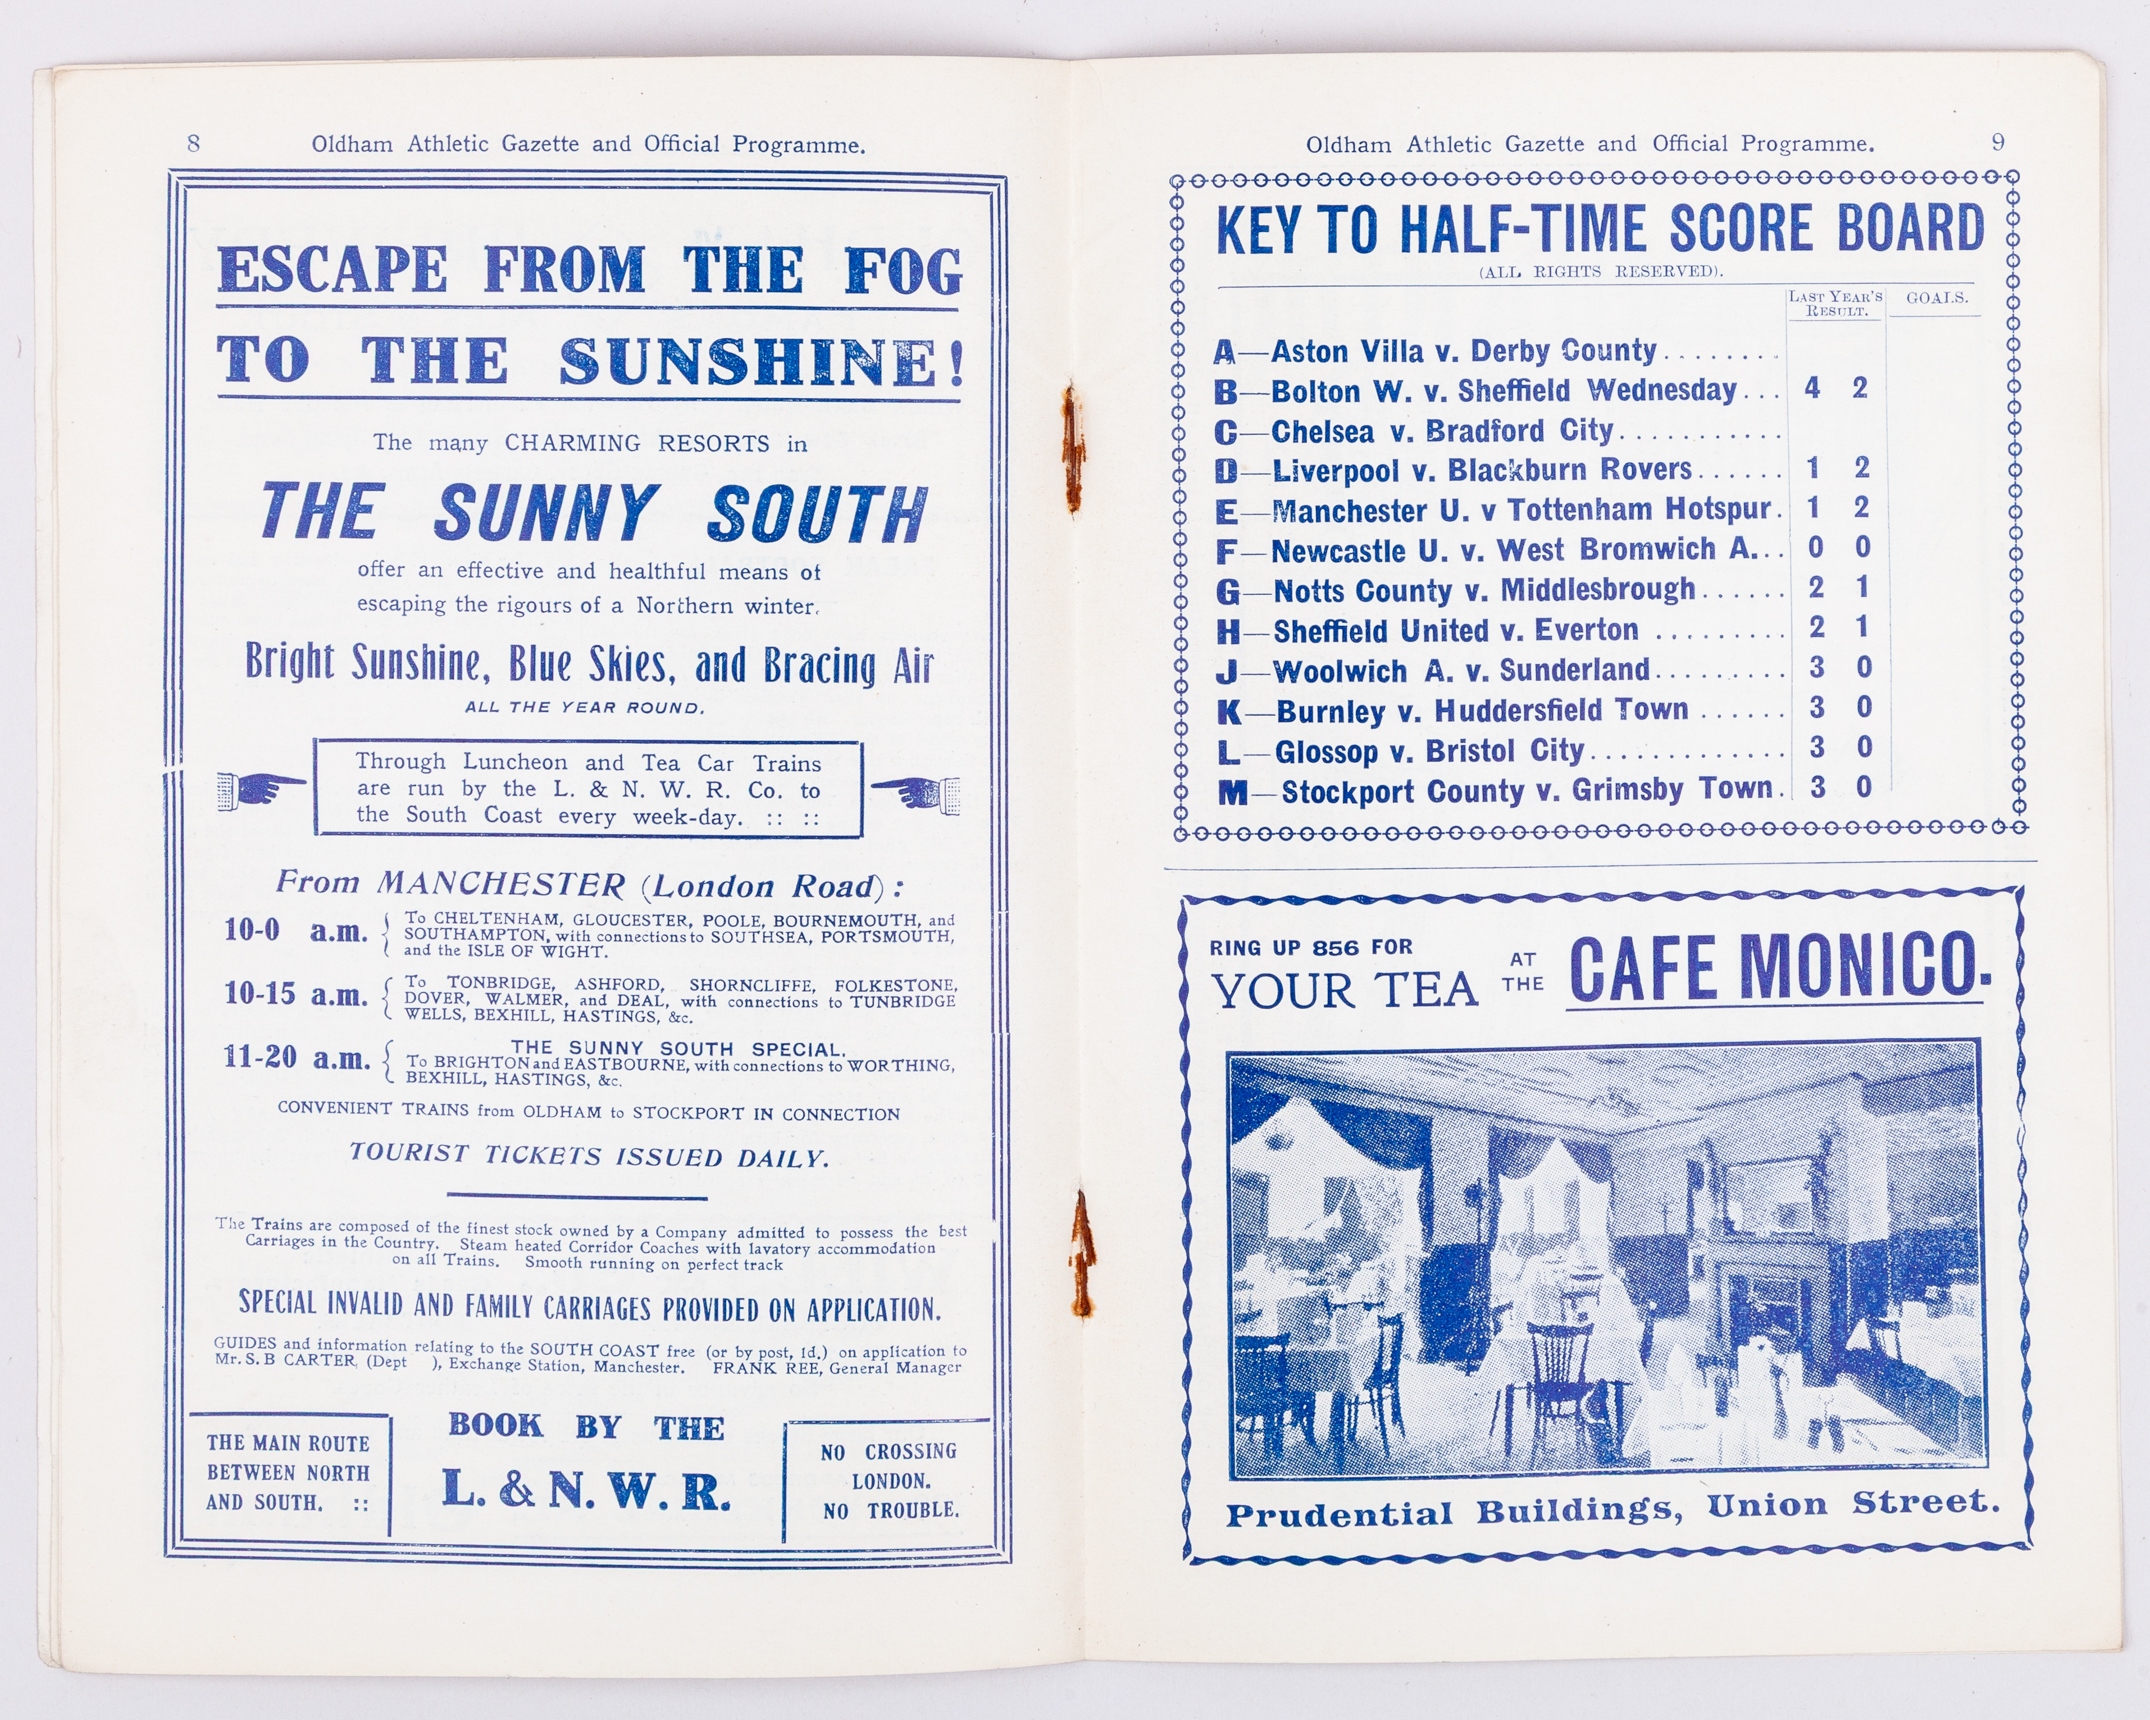 8 Oldham Athletic Gazette and Official Programme.
ESCAPE FROM THE FOG
TO THE SUNSHINE!
The many CHARMING RESORTS in
THE SUNNY SOUTH
offer an effective and healthful means of
escaping the rigours of a Northern winter.
Bright Sunshine, Blue Skies, and Bracing Air
ALL THE YEAR ROUND.
Through Luncheon and Tea Car Trains
are run by the L. & N. W. R. Co. to
the South Coast every week-day. :: ::
From MANCHESTER (London Road) :
10-0 a.m. { To CHELTENHAM, GLOUCESTER, POOLE, BOURNEMOUTH, and
SOUTHAMPTON, with connections to SOUTHSEA, PORTSMOUTH,
and the ISLE OF WIGHT.
10-15 a.m. { To TONBRIDGE, ASHFORD, SHORNCLIFFE, FOLKESTONE,
DOVER, WALMER, and DEAL, with connections to TUNBRIDGE
WELLS, BEXHILL, HASTINGS, &c.
11-20 a.m. { THE SUNNY SOUTH SPECIAL.
To BRIGHTON and EASTBOURNE, with connections to WORTHING,
BEXHILL, HASTINGS, &c.
CONVENIENT TRAINS from OLDHAM to STOCKPORT IN CONNECTION
TOURIST TICKETS ISSUED DAILY.
The Trains are composed of the finest stock owned by a Company admitted to possess the best
Carriages in the Country. Steam heated Corridor Coaches with lavatory accommodation
on all Trains. Smooth running on perfect track
SPECIAL INVALID AND FAMILY CARRIAGES PROVIDED ON APPLICATION.
GUIDES and information relating to the SOUTH COAST free (or by post, 1d.) on application to
Mr. S. B CARTER, (Dept ), Exchange Station, Manchester. FRANK REE, General Manager
THE MAIN ROUTE
BETWEEN NORTH
AND SOUTH. ::
BOOK BY THE
L. & N. W. R.
NO CROSSING
LONDON.
NO TROUBLE.
Oldham Athletic Gazette and Official Programme. 9
KEY TO HALF-TIME SCORE BOARD
(ALL RIGHTS RESERVED).
LAST YEAR'S GOALS.
RESULT.
A—Aston Villa v. Derby County........
B—Bolton W. v. Sheffield Wednesday... 4 2
C—Chelsea v. Bradford City...........
D—Liverpool v. Blackburn Rovers...... 1 2
E—Manchester U. v Tottenham Hotspur. 1 2
F—Newcastle U. v. West Bromwich A... 0 0
G—Notts County v. Middlesbrough...... 2 1
H—Sheffield United v. Everton ......... 2 1
J—Woolwich A. v. Sunderland......... 3 0
K—Burnley v. Huddersfield Town ...... 3 0
L—Glossop v. Bristol City............. 3 0
M—Stockport County v. Grimsby Town. 3 0
RING UP 856 FOR
YOUR TEA AT THE CAFE MONICO.
Prudential Buildings, Union Street.